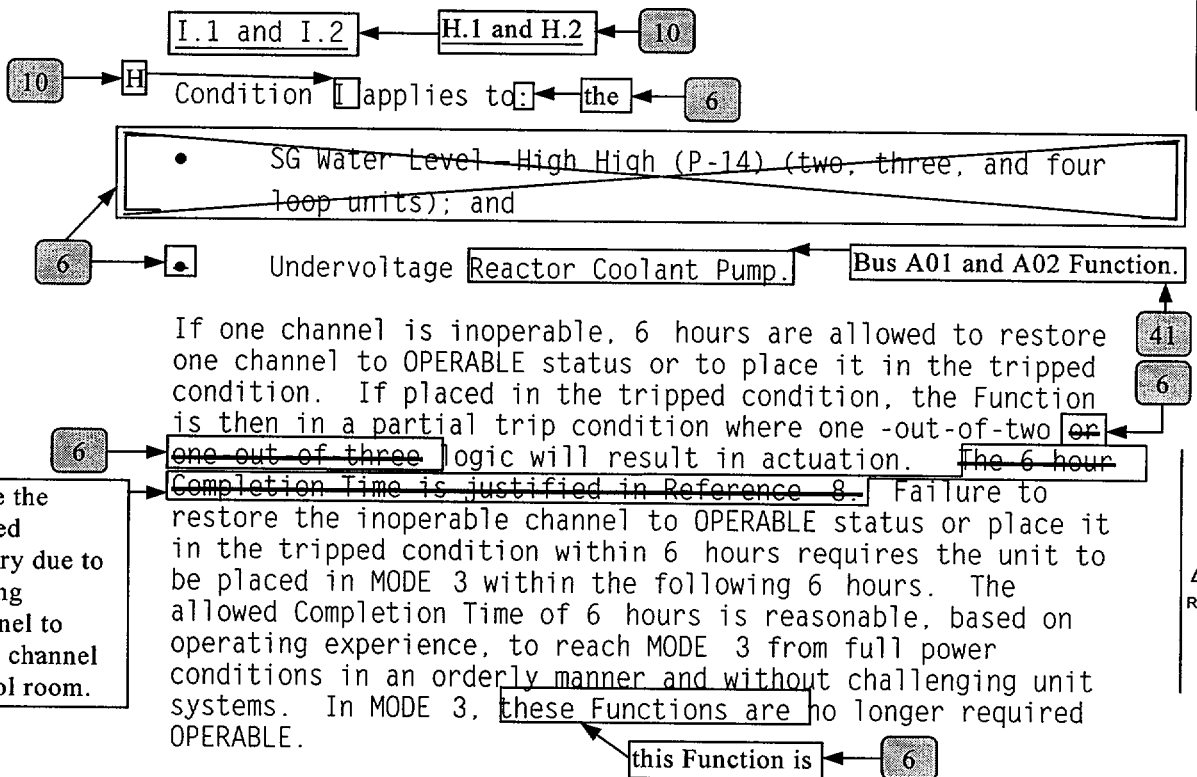 I.1 and I.2 H.1 and H.2 10
10 H Condition I applies to: the 6
• SG Water Level-High High (P-14) (two, three, and four
loop units); and
6 • Undervoltage Reactor Coolant Pump. Bus A01 and A02 Function.
41
If one channel is inoperable, 6 hours are allowed to restore
one channel to OPERABLE status or to place it in the tripped
condition. If placed in the tripped condition, the Function
6
is then in a partial trip condition where one -out-of-two or
6 one-out-of-three logic will result in actuation. The 6 hour
Completion Time is justified in Reference 8. Failure to
restore the inoperable channel to OPERABLE status or place it
in the tripped condition within 6 hours requires the unit to
be placed in MODE 3 within the following 6 hours. The
allowed Completion Time of 6 hours is reasonable, based on
operating experience, to reach MODE 3 from full power
conditions in an orderly manner and without challenging unit
systems. In MODE 3, these Functions are no longer required
OPERABLE.
this Function is 6
e the
ed
ry due to
ng
nel to
channel
ol room.
R